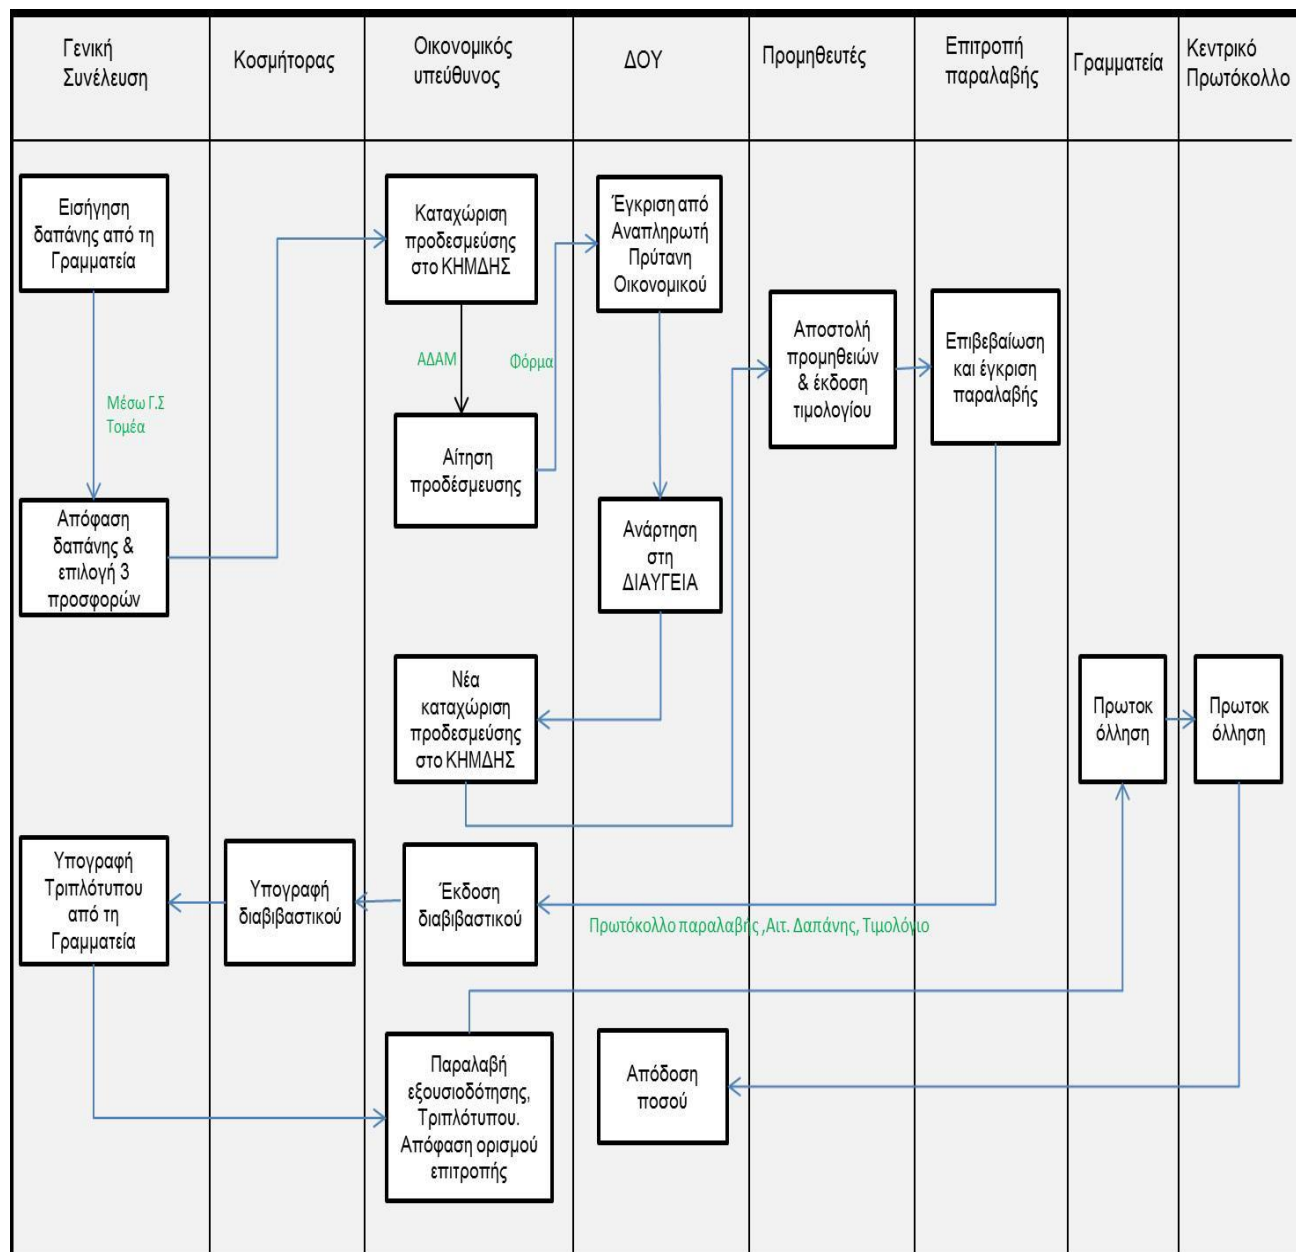 Γενική
Συνέλευση
Κοσμήτορας
Οικονομικός
υπεύθυνος
ΔΟΥ
Προμηθευτές
Επιτροπή
παραλαβής
Γραμματεία
Κεντρικό
Πρωτόκολλο
Εισήγηση
δαπάνης από τη
Γραμματεία
Καταχώριση
προδεσμεύσης
στο ΚΗΜΔΗΣ
Έγκριση από
Αναπληρωτή
Πρύτανη
Οικονομικού
Αποστολή
προμηθειών
& έκδοση
τιμολογίου
Επιβεβαίωση
και έγκριση
παραλαβής
ΑΔΑΜ
Φόρμα
Μέσω Γ.Σ
Τομέα
Αίτηση
προδέσμευσης
Απόφαση
δαπάνης &
επιλογή 3
προσφορών
Ανάρτηση
στη
ΔΙΑΥΓΕΙΑ
Νέα
καταχώριση
προδεσμεύσης
στο ΚΗΜΔΗΣ
Πρωτοκ
όλληση
Πρωτοκ
όλληση
Υπογραφή
Τριπλότυπου
από τη
Γραμματεία
Υπογραφή
διαβιβαστικού
Έκδοση
διαβιβαστικού
Πρωτόκολλο παραλαβής ,Αιτ. Δαπάνης, Τιμολόγιο
Παραλαβή
εξουσιοδότησης,
Τριπλότυπου.
Απόφαση ορισμού
επιτροπής
Απόδοση
ποσού